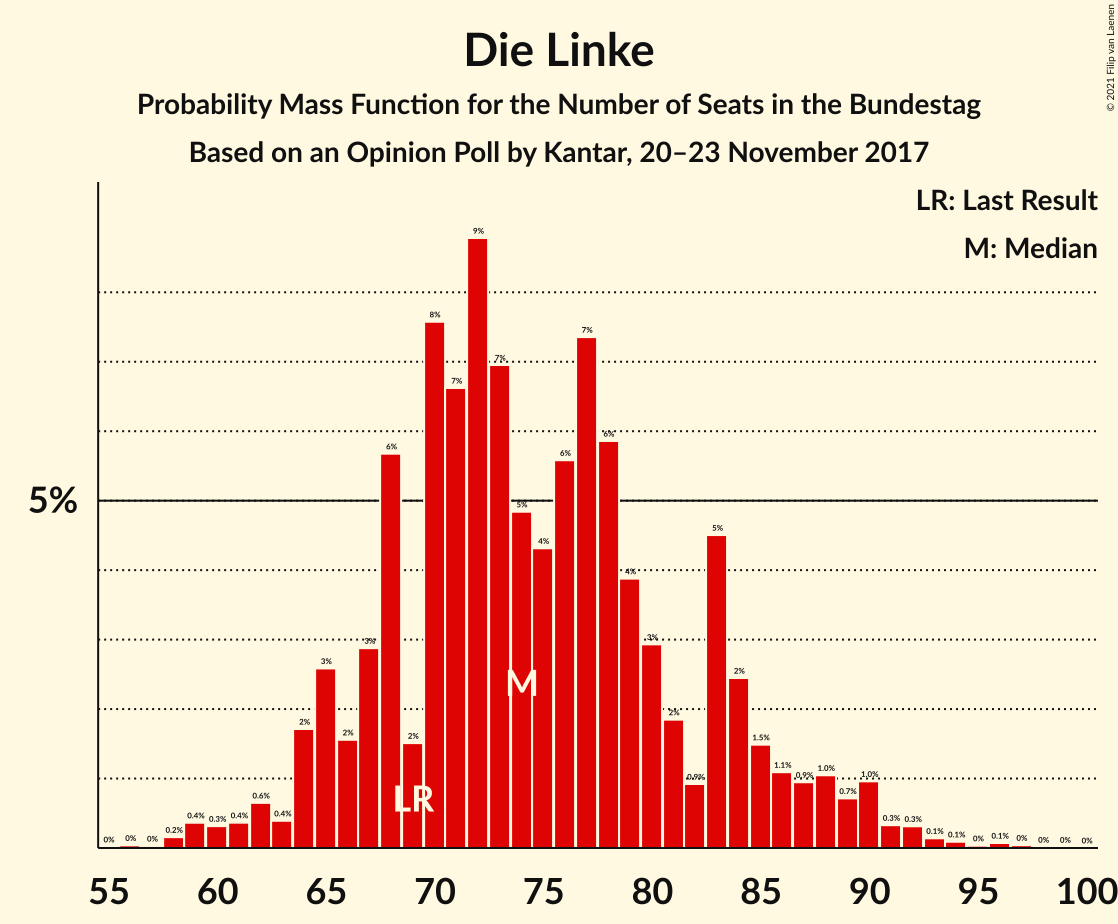 Die Linke
Probability Mass Function for the Number of Seats in the Bundestag
Based on an Opinion Poll by Kantar, 20–23 November 2017
© 2021 Filip van Laenen
LR: Last Result
M: Median
5%
0% 0% 0% 0.2% 0.4% 0.3% 0.4% 0.6% 0.4% 2% 3% 2% 3% 6% 2% 8% 7% 9% 7% 5% 4% 6% 7% 6% 4% 3% 2% 0.9% 5% 2% 1.5% 1.1% 0.9% 1.0% 0.7% 1.0% 0.3% 0.3% 0.1% 0.1% 0% 0.1% 0% 0% 0% 0%
M
LR
55 60 65 70 75 80 85 90 95 100